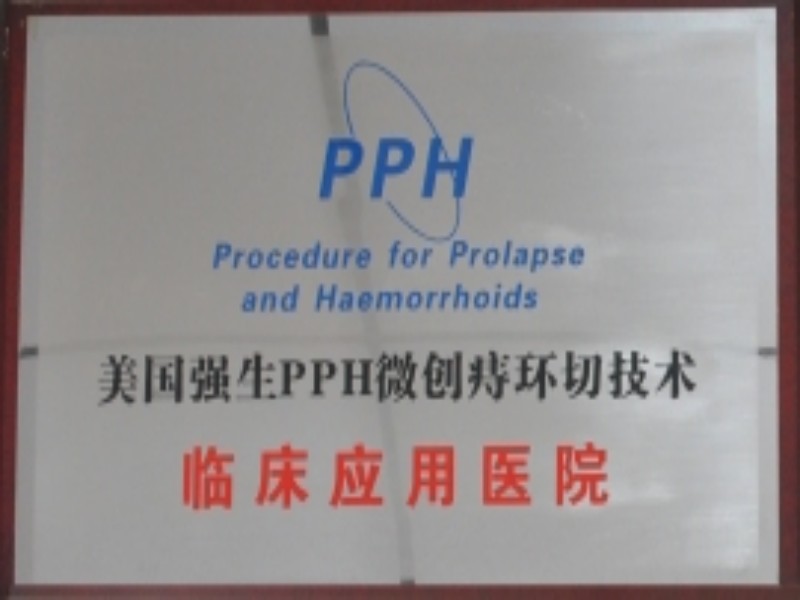 PPH
Procedure for Prolapse
and Haemorrhoids
美国强生PPH微创痔环切技术
临床应用医院